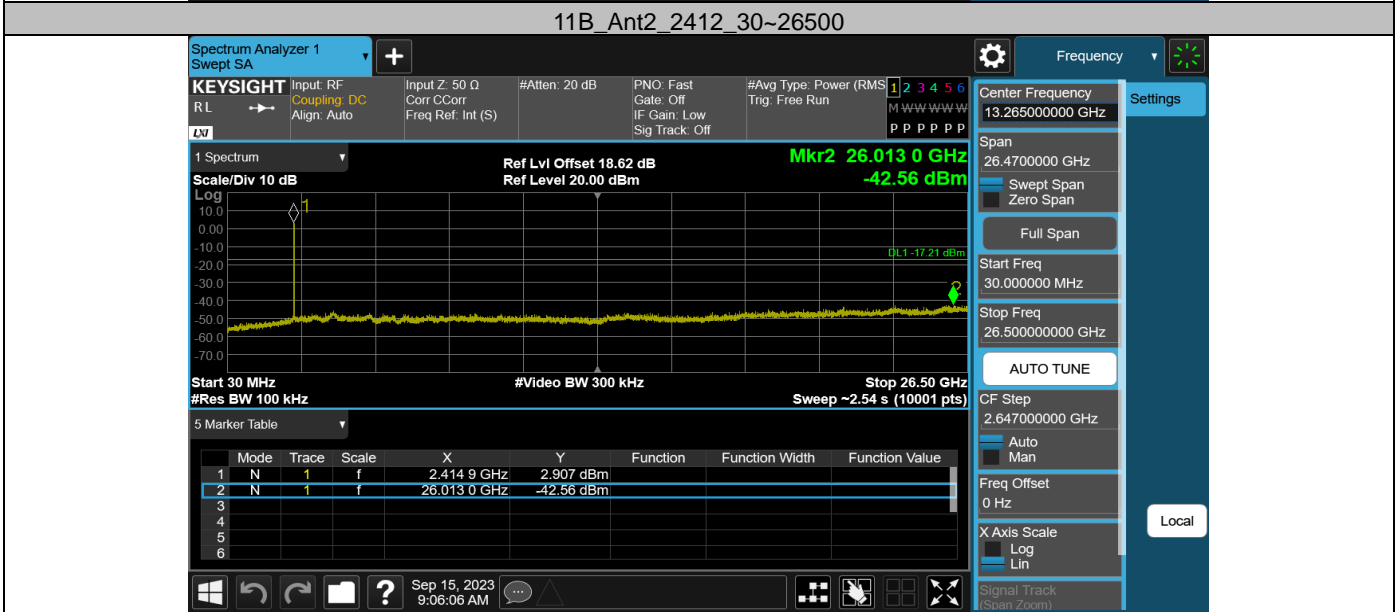 11B_Ant2_2412_30~26500
Spectrum Analyzer 1
Swept SA
+
Frequency
KEYSIGHT
R L
LXI
Input: RF
Coupling: DC
Align: Auto
Input Z: 50 Ω
Corr CCorr
Freq Ref: Int (S)
#Atten: 20 dB
PNO: Fast
Gate: Off
IF Gain: Low
Sig Track: Off
#Avg Type: Power (RMS
Trig: Free Run
1 2 3 4 5 6
M W W W W W
P P P P P P
1 Spectrum
Scale/Div 10 dB
Ref Lvl Offset 18.62 dB
Ref Level 20.00 dBm
Mkr2 26.013 0 GHz
-42.56 dBm
Log
10.0
0.00
-10.0
-20.0
-30.0
-40.0
-50.0
-60.0
-70.0
1
DL1 -17.21 dBm
2
Start 30 MHz
#Res BW 100 kHz
#Video BW 300 kHz
Stop 26.50 GHz
Sweep ~2.54 s (10001 pts)
5 Marker Table
Mode Trace Scale X Y Function Function Width Function Value
1 N 1 f 2.414 9 GHz 2.907 dBm
2 N 1 f 26.013 0 GHz -42.56 dBm
3
4
5
6
Center Frequency
13.265000000 GHz
Settings
Span
26.4700000 GHz
Swept Span
Zero Span
Full Span
Start Freq
30.000000 MHz
Stop Freq
26.500000000 GHz
AUTO TUNE
CF Step
2.647000000 GHz
Auto
Man
Freq Offset
0 Hz
X Axis Scale
Log
Lin
Signal Track
(Span Zoom)
Local
?
Sep 15, 2023
9:06:06 AM